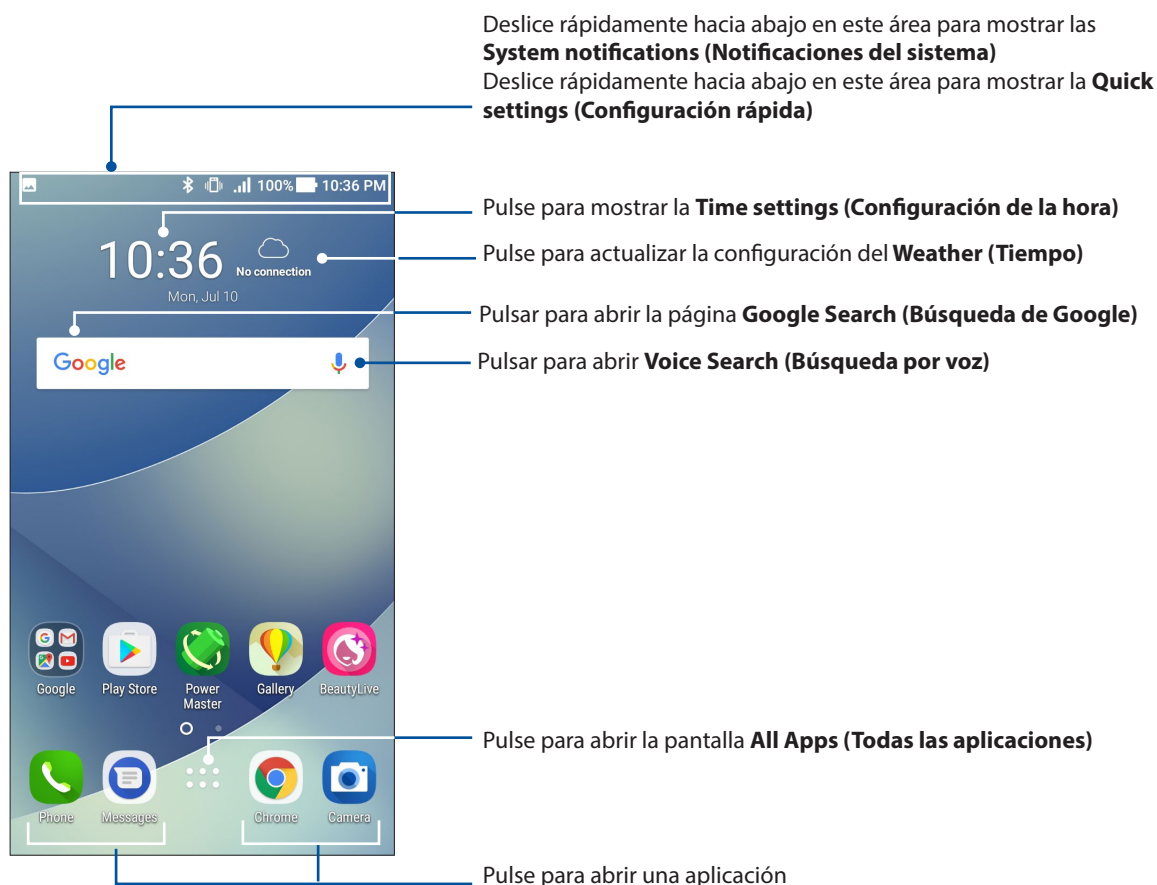 Deslice rápidamente hacia abajo en este área para mostrar las
System notifications (Notificaciones del sistema)
Deslice rápidamente hacia abajo en este área para mostrar la Quick
settings (Configuración rápida)
100% 10:36 PM
Pulse para mostrar la Time settings (Configuración de la hora)
10:36
No connection
Pulse para actualizar la configuración del Weather (Tiempo)
Mon, Jul 10
Pulsar para abrir la página Google Search (Búsqueda de Google)
Google
Pulsar para abrir Voice Search (Búsqueda por voz)
Google Play Store Power Master Gallery BeautyLive
Pulse para abrir la pantalla All Apps (Todas las aplicaciones)
Phone Messages Chrome Camera
Pulse para abrir una aplicación